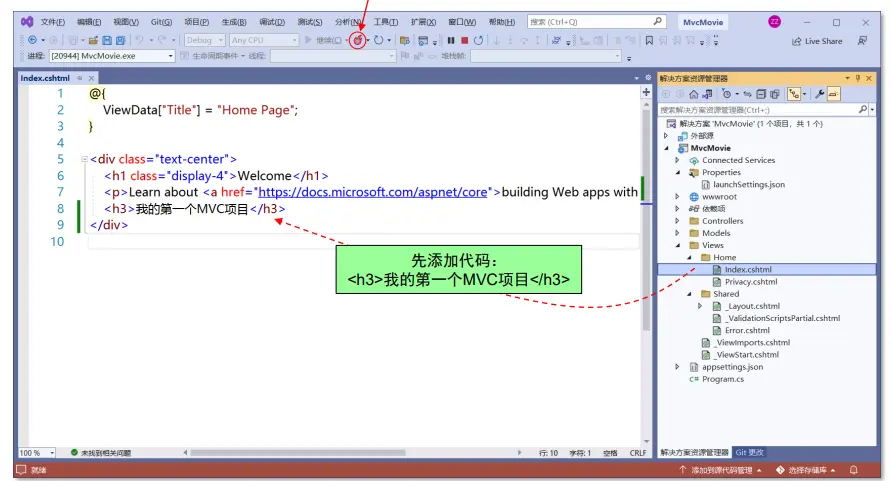 文件(F) 编辑(E) 视图(V) Git(G) 项目(P) 生成(B) 调试(D) 测试(S) 分析(N) 工具(T) 扩展(X) 窗口(W) 帮助(H) 搜索 (Ctrl+Q) MvcMovie ZZ
Debug Any CPU 继续(C) Live Share
进程: [20944] MvcMovie.exe 生命周期事件 线程: 堆栈帧:
Index.cshtml
1 @{
2 ViewData["Title"] = "Home Page";
3 }
4
5 <div class="text-center">
6 <h1 class="display-4">Welcome</h1>
7 <p>Learn about <a href="https://docs.microsoft.com/aspnet/core">building Web apps with
8 <h3>我的第一个MVC项目</h3>
9 </div>
10
先添加代码：
<h3>我的第一个MVC项目</h3>
100 % 未找到相关问题 行: 10 字符: 1 空格 CRLF
解决方案资源管理器
搜索解决方案资源管理器(Ctrl+;)
解决方案 'MvcMovie' (1 个项目，共 1 个)
外部源
MvcMovie
Connected Services
Properties
launchSettings.json
wwwroot
依赖项
Controllers
Models
Views
Home
Index.cshtml
Privacy.cshtml
Shared
_Layout.cshtml
_ValidationScriptsPartial.cshtml
Error.cshtml
_ViewImports.cshtml
_ViewStart.cshtml
appsettings.json
C# Program.cs
解决方案资源管理器 Git 更改
就绪 添加到源代码管理 选择存储库